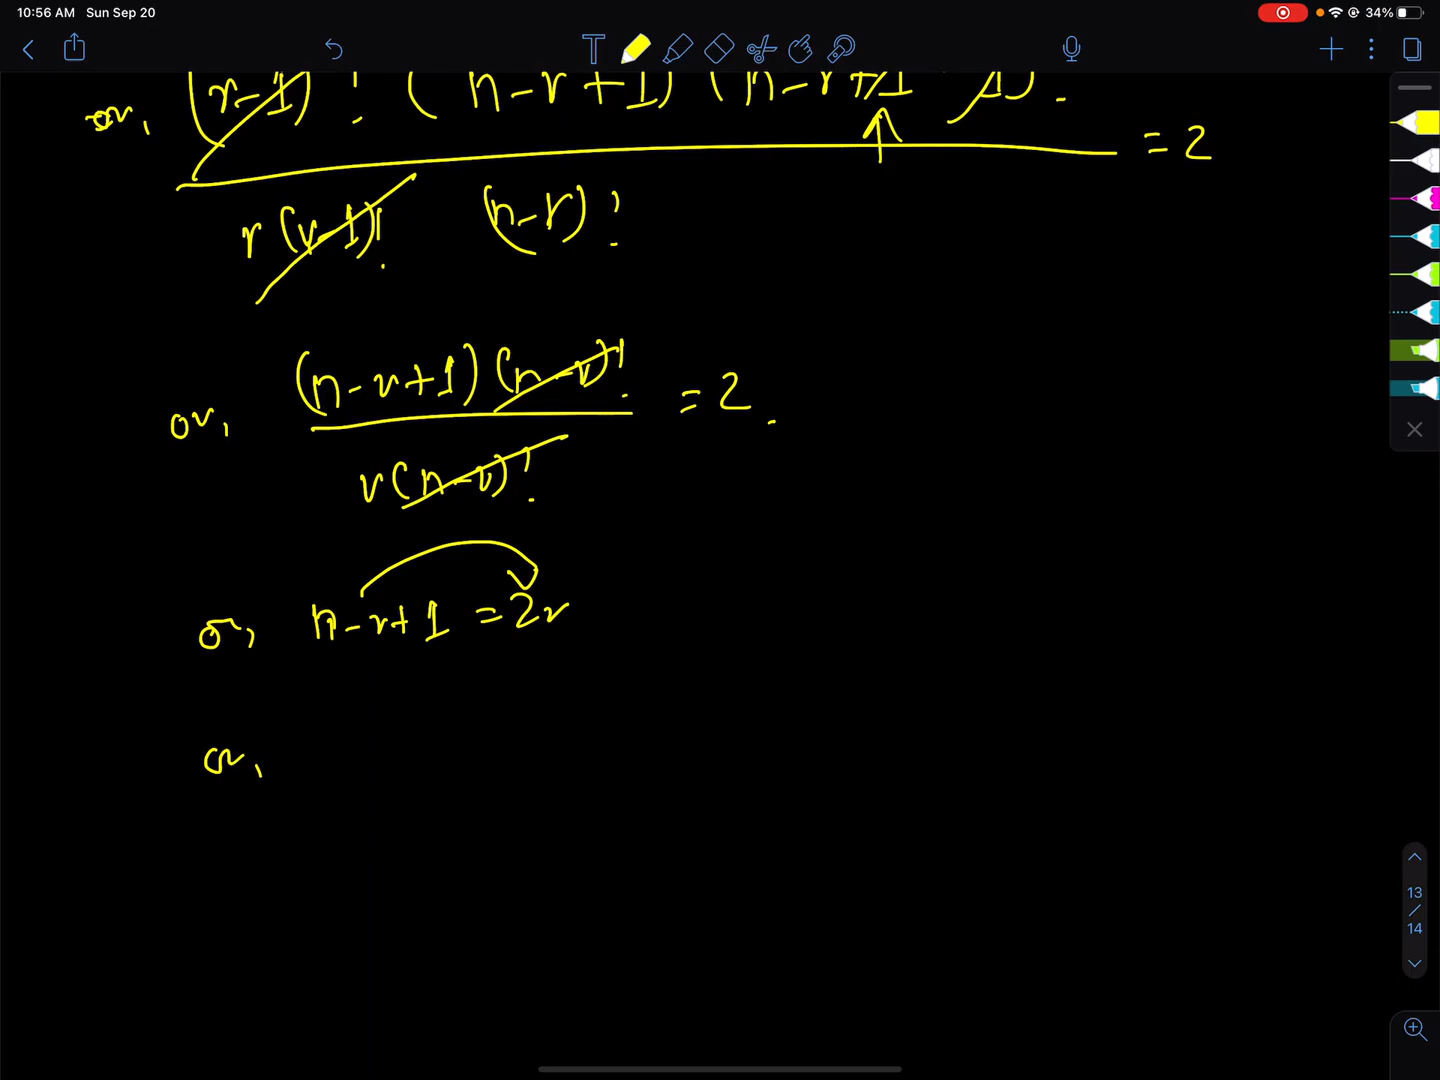 10:56 AM Sun Sep 20
34%
or, (r-1)! (n-r+1) (n-r+1-1)!
= 2
r(r-1)! (n-r)!
(n-r+1)(n-r)!
or, = 2.
r(n-r)!
or, n-r+1 = 2r
or,
13
/
14